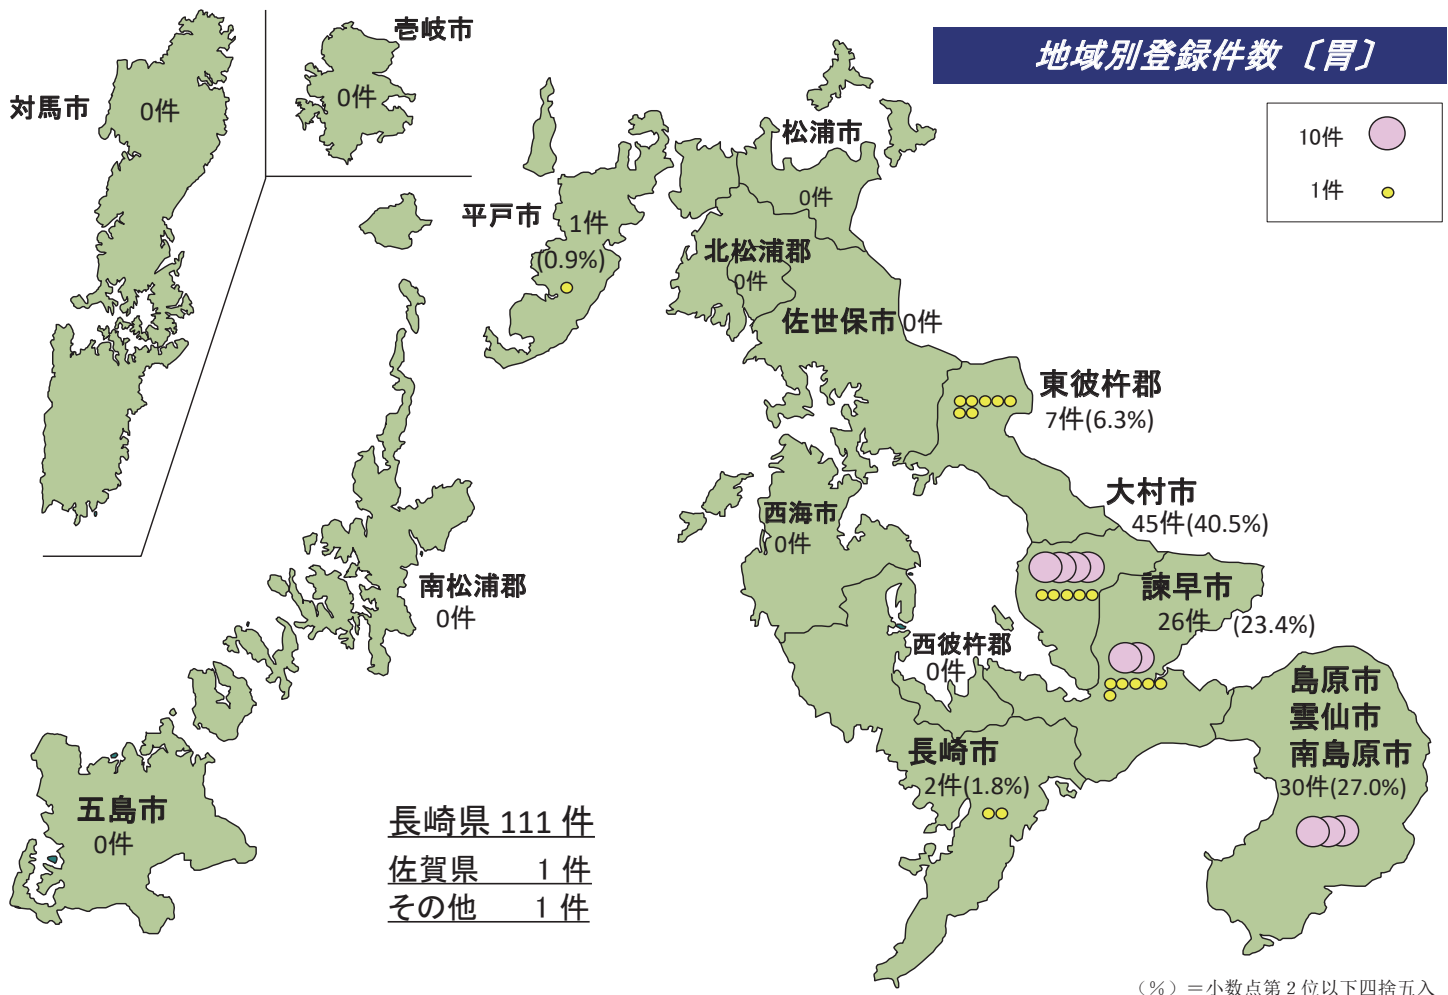 地域別登録件数〔胃〕
10件
1件
対馬市
0件
壱岐市
0件
松浦市
0件
平戸市
1件
(0.9%)
北松浦郡
0件
佐世保市 0件
東彼杵郡
7件(6.3%)
大村市
45件(40.5%)
諫早市
26件 (23.4%)
西海市
0件
西彼杵郡
0件
南松浦郡
0件
島原市
雲仙市
南島原市
30件(27.0%)
長崎市
2件(1.8%)
五島市
0件
長崎県 111 件
佐賀県 1 件
その他 1 件
（%）＝小数点第２位以下四捨五入